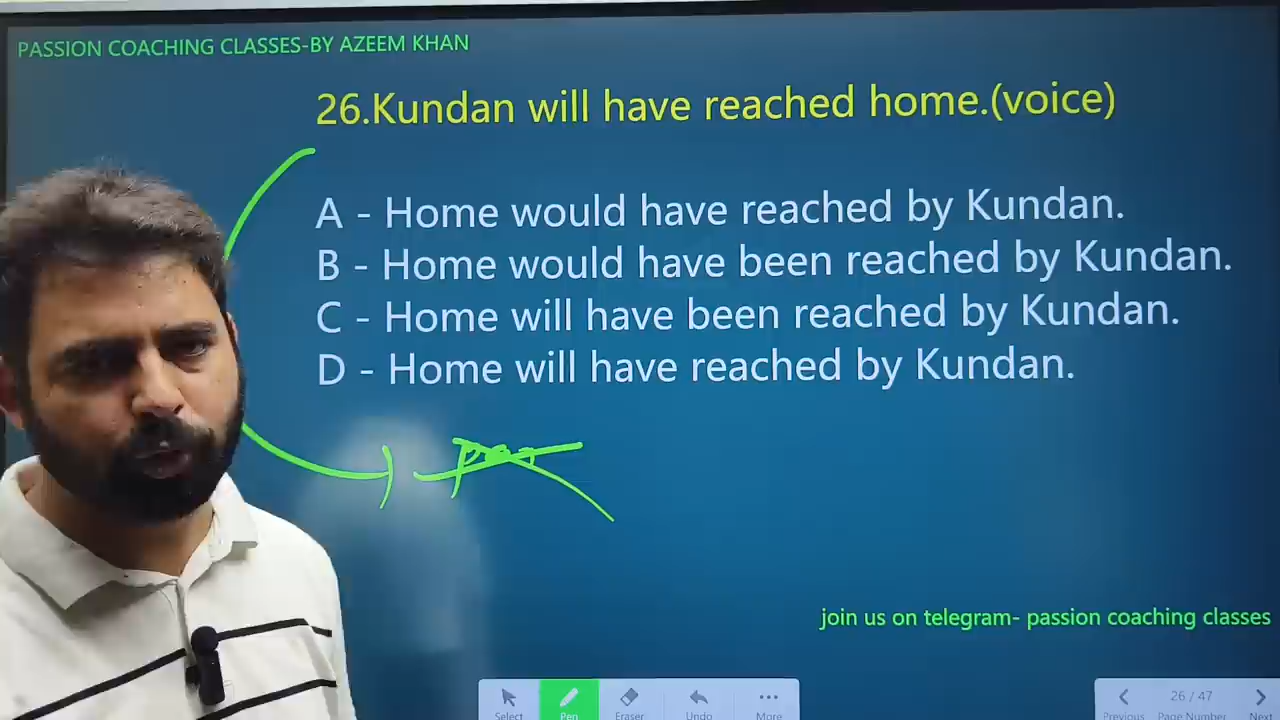 PASSION COACHING CLASSES-BY AZEEM KHAN
26.Kundan will have reached home.(voice)
A - Home would have reached by Kundan.
B - Home would have been reached by Kundan.
C - Home will have been reached by Kundan.
D - Home will have reached by Kundan.
join us on telegram- passion coaching classes
Select Pen Eraser Undo More
26 / 47
Previous Page Number Next